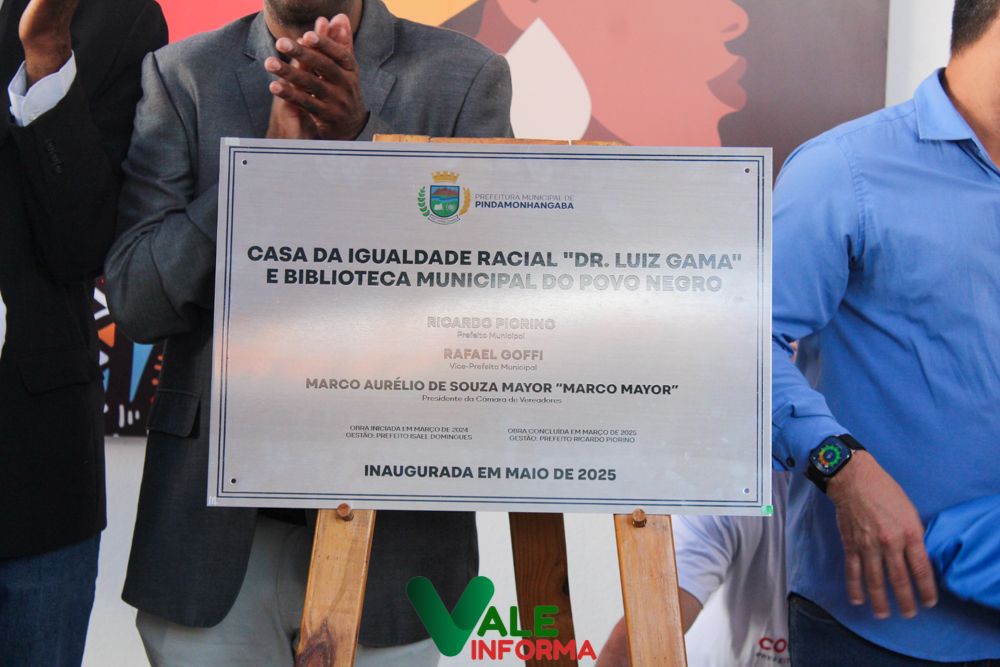 PREFEITURA MUNICIPAL DE
PINDAMONHANGABA
CASA DA IGUALDADE RACIAL "DR. LUIZ GAMA"
E BIBLIOTECA MUNICIPAL DO POVO NEGRO
RICARDO PIORINO
Prefeito Municipal
RAFAEL GOFFI
Vice-Prefeito Municipal
MARCO AURÉLIO DE SOUZA MAYOR "MARCO MAYOR"
Presidente da Câmara de Vereadores
OBRA INICIADA EM MARÇO DE 2024
GESTÃO: PREFEITO ISAEL DOMINGUES
OBRA CONCLUÍDA EM MARÇO DE 2025
GESTÃO: PREFEITO RICARDO PIORINO
INAUGURADA EM MAIO DE 2025
VALE
INFORMA